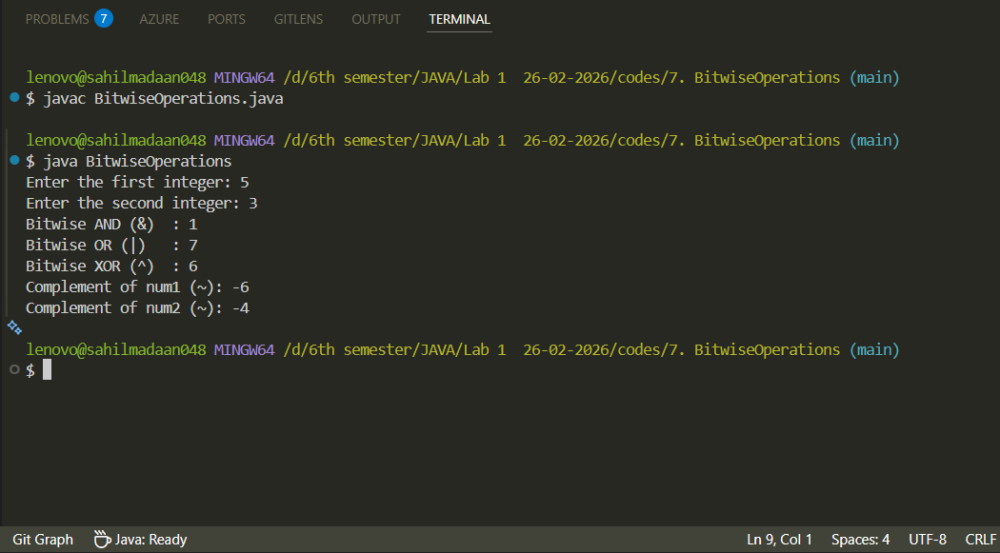 PROBLEMS 7 AZURE PORTS GITLENS OUTPUT TERMINAL
lenovo@sahilmadaan048 MINGW64 /d/6th semester/JAVA/Lab 1  26-02-2026/codes/7. BitwiseOperations (main)
$ javac BitwiseOperations.java
lenovo@sahilmadaan048 MINGW64 /d/6th semester/JAVA/Lab 1  26-02-2026/codes/7. BitwiseOperations (main)
$ java BitwiseOperations
Enter the first integer: 5
Enter the second integer: 3
Bitwise AND (&)  : 1
Bitwise OR (|)   : 7
Bitwise XOR (^)  : 6
Complement of num1 (~): -6
Complement of num2 (~): -4
lenovo@sahilmadaan048 MINGW64 /d/6th semester/JAVA/Lab 1  26-02-2026/codes/7. BitwiseOperations (main)
$
Git Graph Java: Ready Ln 9, Col 1 Spaces: 4 UTF-8 CRLF